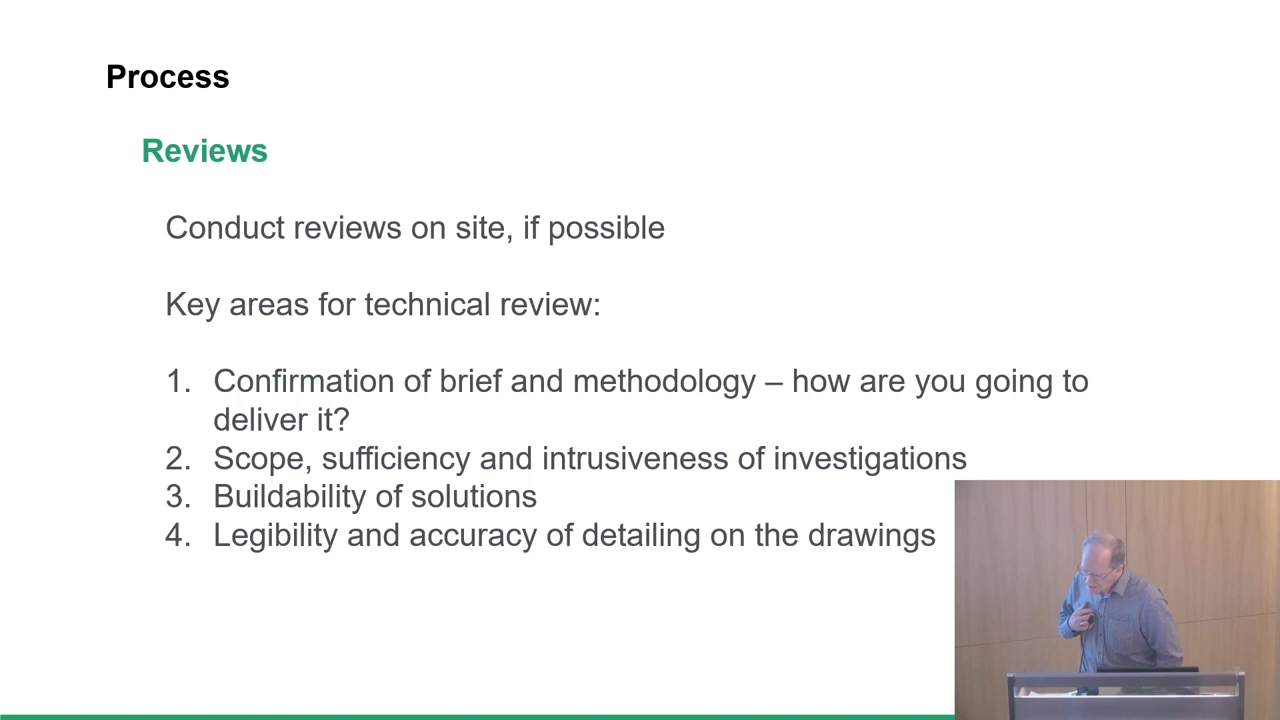 Process
Reviews
Conduct reviews on site, if possible
Key areas for technical review:
1. Confirmation of brief and methodology – how are you going to
deliver it?
2. Scope, sufficiency and intrusiveness of investigations
3. Buildability of solutions
4. Legibility and accuracy of detailing on the drawings